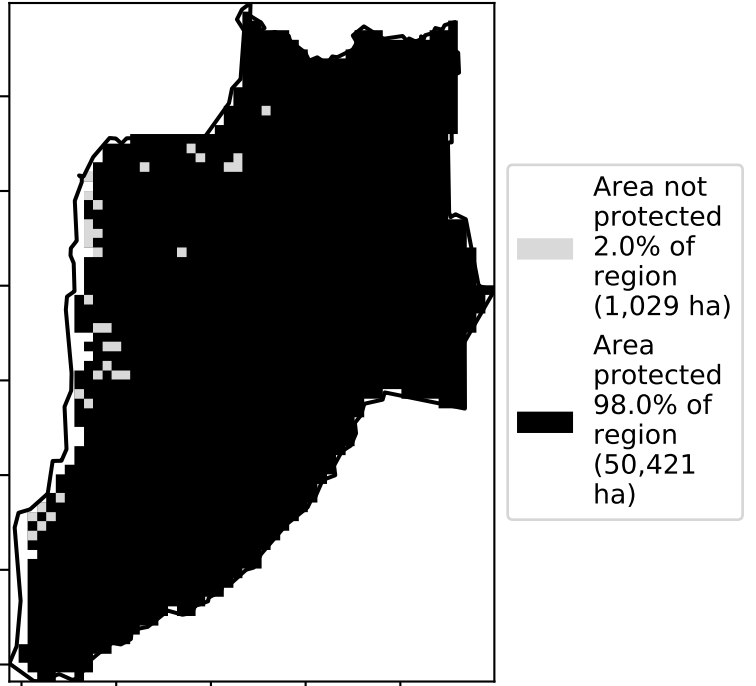 Area not
protected
2.0% of
region
(1,029 ha)
Area
protected
98.0% of
region
(50,421
ha)